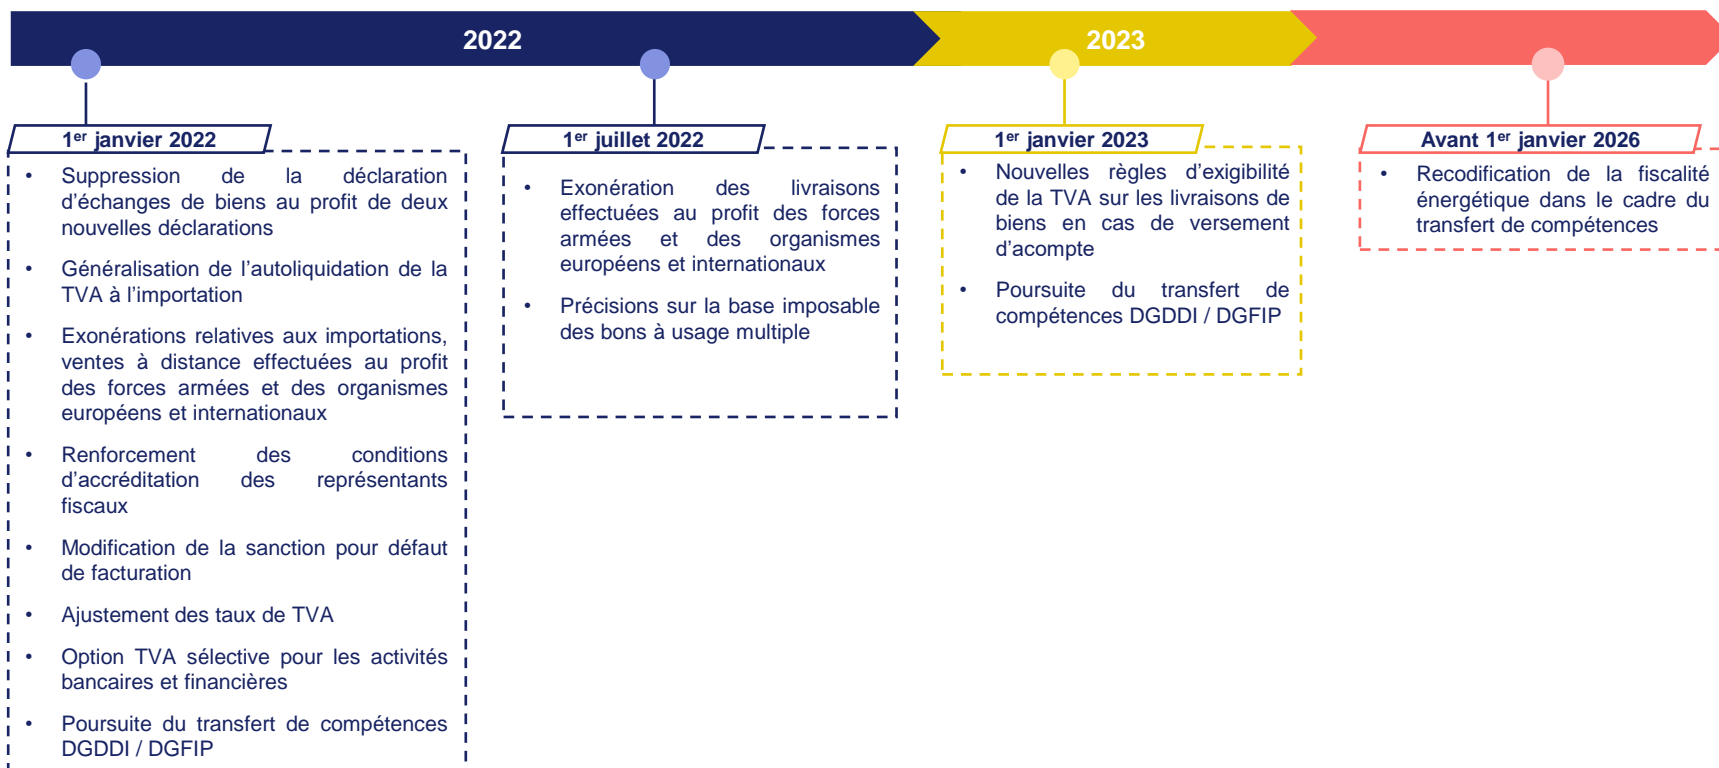 2022
2023
1er janvier 2022
• Suppression de la déclaration
d’échanges de biens au profit de deux
nouvelles déclarations
• Généralisation de l’autoliquidation de la
TVA à l’importation
• Exonérations relatives aux importations,
ventes à distance effectuées au profit
des forces armées et des organismes
européens et internationaux
• Renforcement des conditions
d’accréditation des représentants
fiscaux
• Modification de la sanction pour défaut
de facturation
• Ajustement des taux de TVA
• Option TVA sélective pour les activités
bancaires et financières
• Poursuite du transfert de compétences
DGDDI / DGFIP
1er juillet 2022
• Exonération des livraisons
effectuées au profit des forces
armées et des organismes
européens et internationaux
• Précisions sur la base imposable
des bons à usage multiple
1er janvier 2023
• Nouvelles règles d’exigibilité
de la TVA sur les livraisons de
biens en cas de versement
d’acompte
• Poursuite du transfert de
compétences DGDDI / DGFIP
Avant 1er janvier 2026
• Recodification de la fiscalité
énergétique dans le cadre du
transfert de compétences